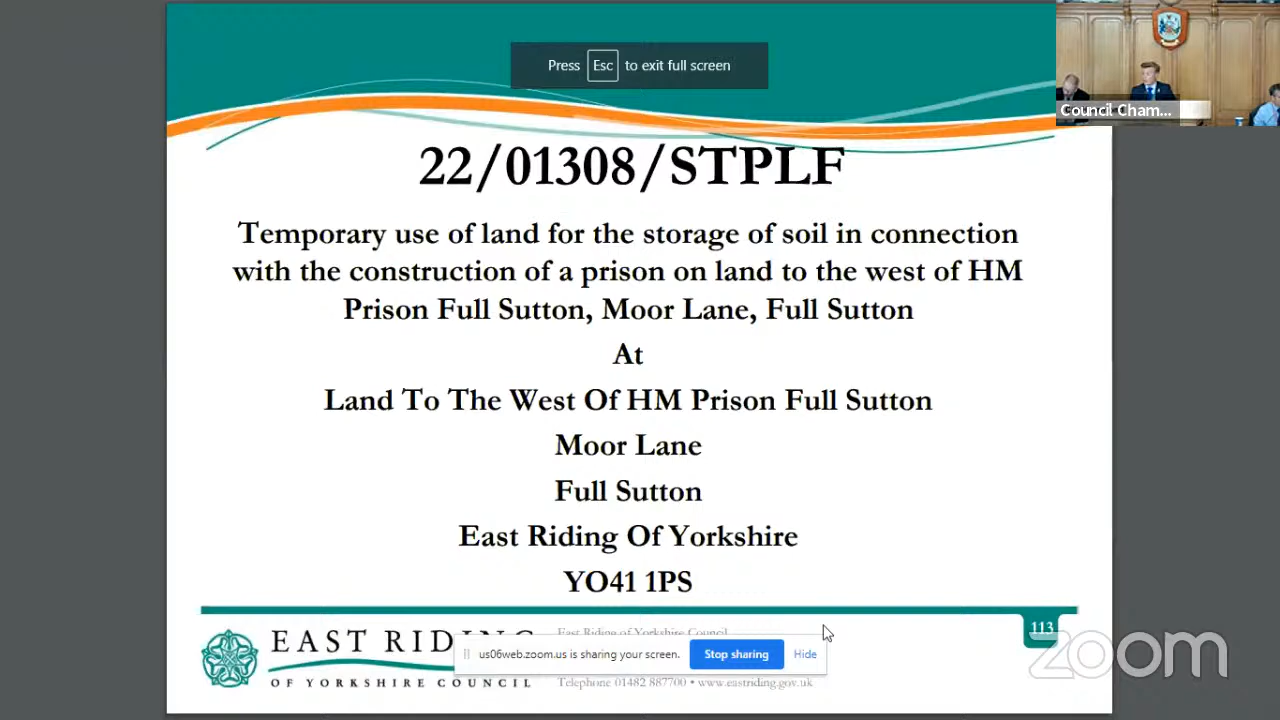 Press Esc to exit full screen
Council Cham...
22/01308/STPLF
Temporary use of land for the storage of soil in connection
with the construction of a prison on land to the west of HM
Prison Full Sutton, Moor Lane, Full Sutton
At
Land To The West Of HM Prison Full Sutton
Moor Lane
Full Sutton
East Riding Of Yorkshire
YO41 1PS
113
EAST RIDING
OF YORKSHIRE COUNCIL
East Riding of Yorkshire Council
us06web.zoom.us is sharing your screen. Stop sharing Hide
Telephone 01482 887700 • www.eastriding.gov.uk
zoom